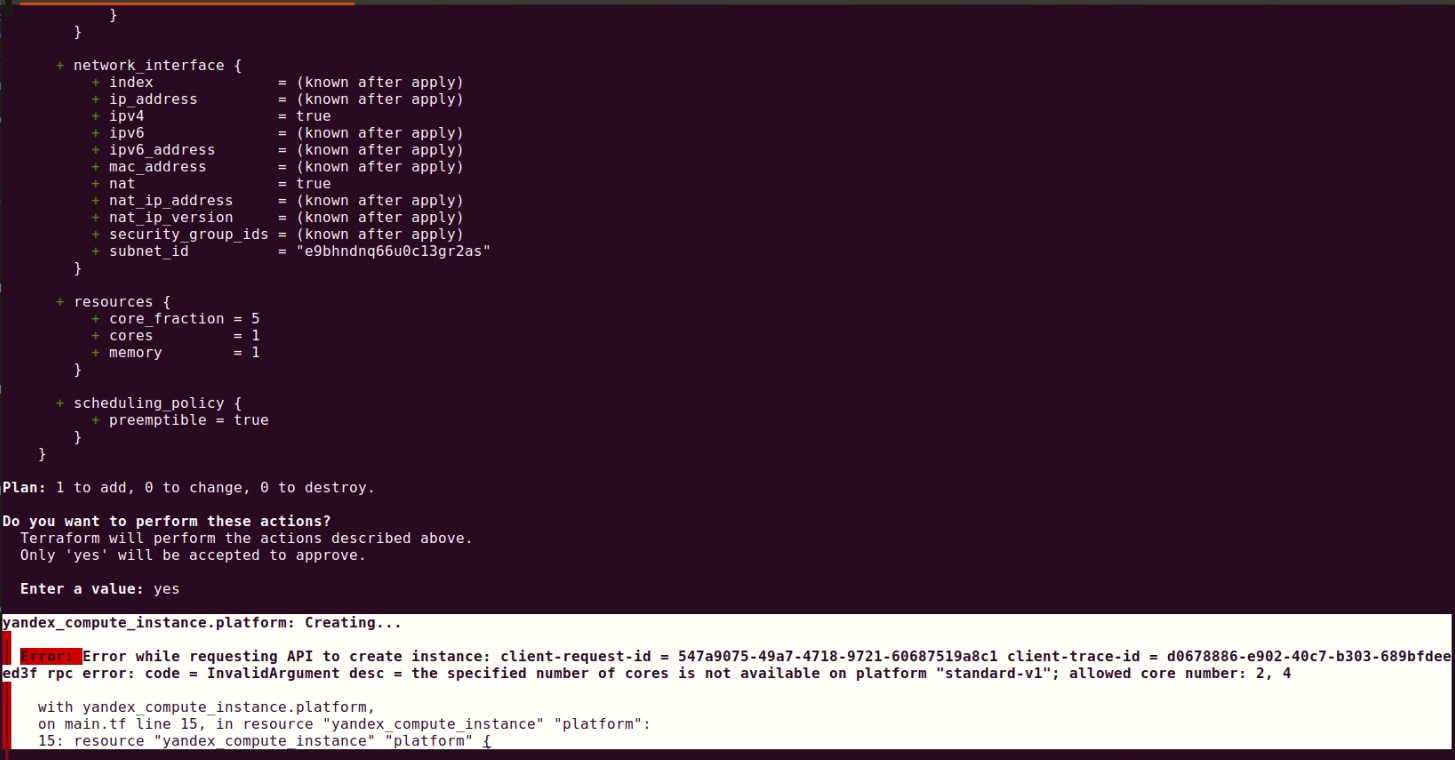 }
}
+ network_interface {
+ index = (known after apply)
+ ip_address = (known after apply)
+ ipv4 = true
+ ipv6 = (known after apply)
+ ipv6_address = (known after apply)
+ mac_address = (known after apply)
+ nat = true
+ nat_ip_address = (known after apply)
+ nat_ip_version = (known after apply)
+ security_group_ids = (known after apply)
+ subnet_id = "e9bhndnq66u0c13gr2as"
}
+ resources {
+ core_fraction = 5
+ cores = 1
+ memory = 1
}
+ scheduling_policy {
+ preemptible = true
}
}
Plan: 1 to add, 0 to change, 0 to destroy.
Do you want to perform these actions?
Terraform will perform the actions described above.
Only 'yes' will be accepted to approve.
Enter a value: yes
yandex_compute_instance.platform: Creating...
Error: Error while requesting API to create instance: client-request-id = 547a9075-49a7-4718-9721-60687519a8c1 client-trace-id = d0678886-e902-40c7-b303-689bfdee
ed3f rpc error: code = InvalidArgument desc = the specified number of cores is not available on platform "standard-v1"; allowed core number: 2, 4
with yandex_compute_instance.platform,
on main.tf line 15, in resource "yandex_compute_instance" "platform":
15: resource "yandex_compute_instance" "platform" {